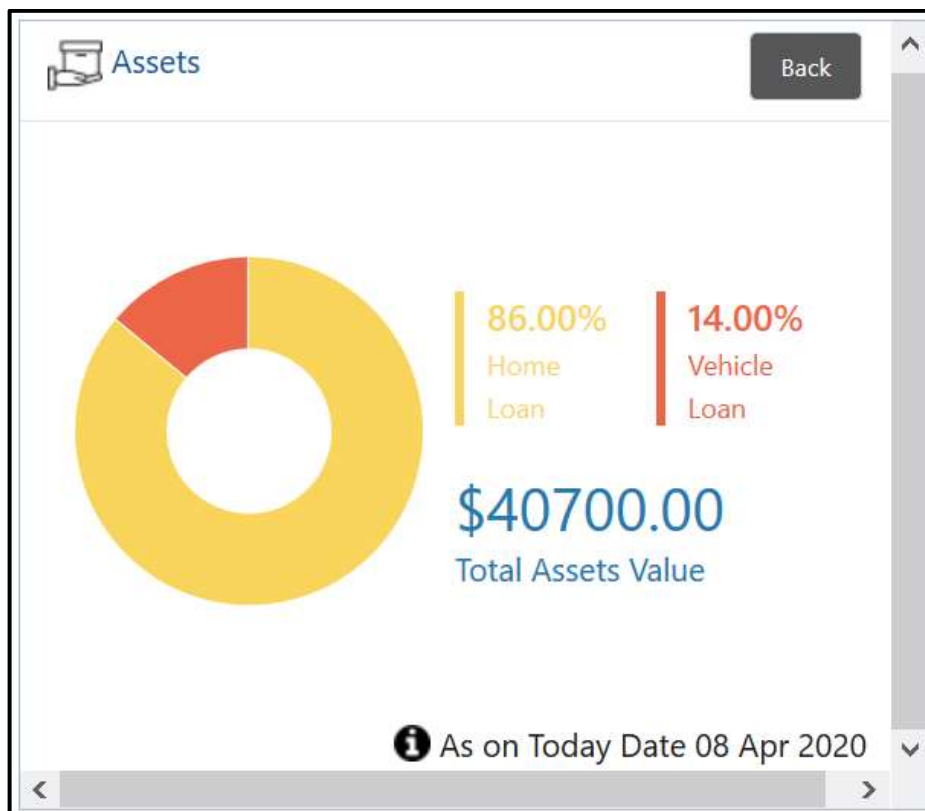 Assets
Back
86.00%
Home
Loan
14.00%
Vehicle
Loan
$40700.00
Total Assets Value
As on Today Date 08 Apr 2020